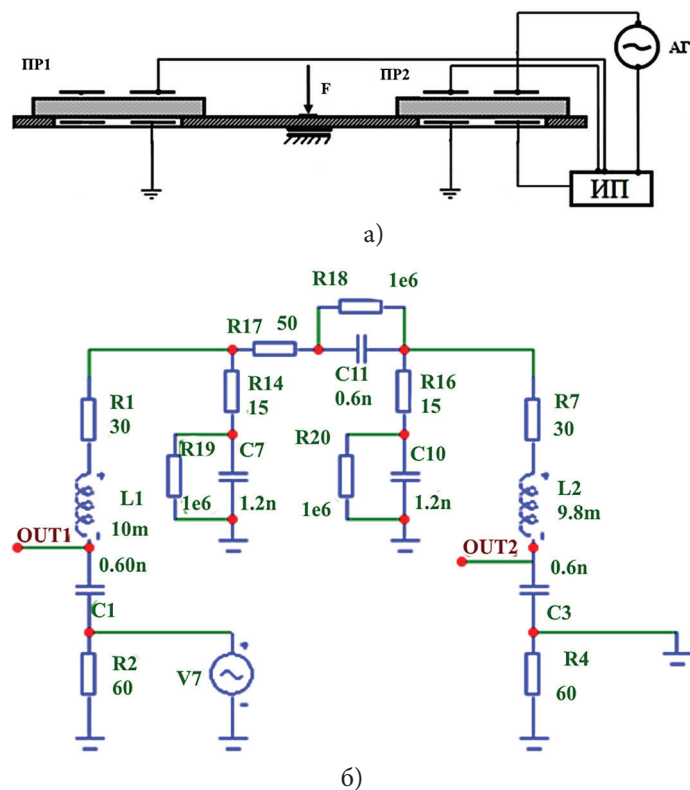 ПР1
F
ПР2
АГ
ИП
а)
R18
1e6
R17
50
C11
0.6n
R1
30
R14
15
R16
15
R7
30
R19
C7
R20
C10
1e6
1.2n
1e6
1.2n
L1
10m
L2
9.8m
OUT1
0.60n
OUT2
0.6n
C1
C3
R2
60
V7
R4
60
б)